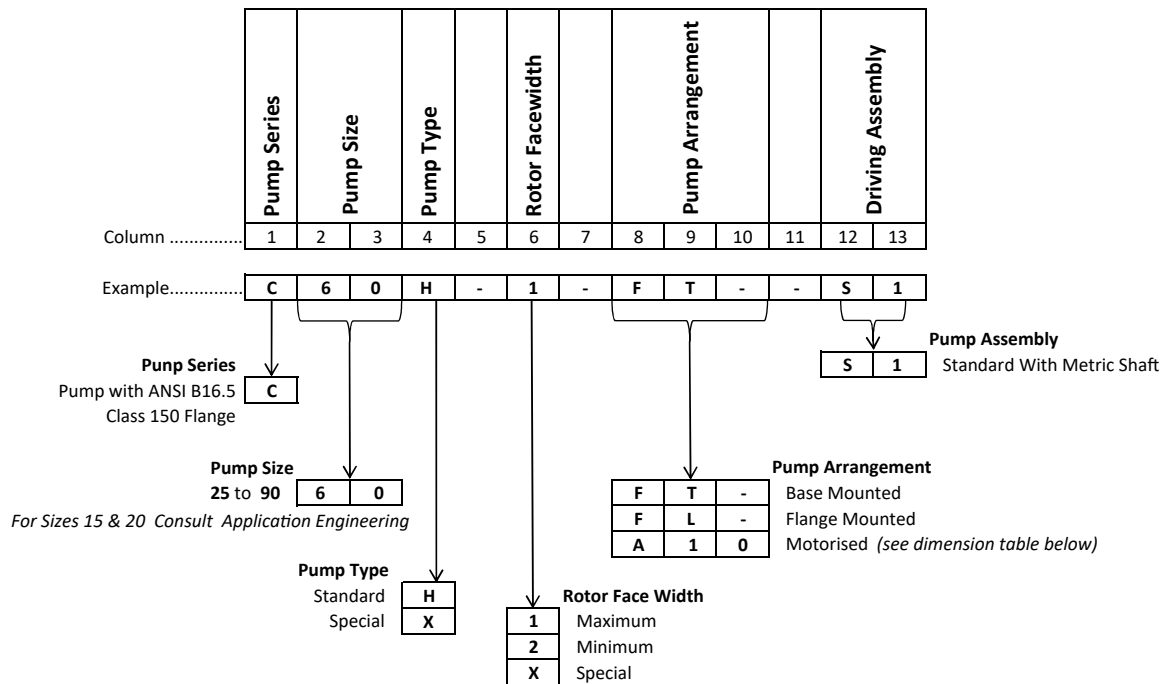 Pump Series
Pump Size
Pump Type
Rotor Facewidth
Pump Arrangement
Driving Assembly
Column ............... 1 2 3 4 5 6 7 8 9 10 11 12 13
Example............... C 6 0 H - 1 - F T - - S 1
Pump Assembly
S 1 Standard With Metric Shaft
Punp Series
Pump with ANSI B16.5 C
Class 150 Flange
Pump Size
25 to 90 6 0
For Sizes 15 & 20 Consult Application Engineering
Pump Arrangement
F T - Base Mounted
F L - Flange Mounted
A 1 0 Motorised (see dimension table below)
Pump Type
Standard H
Special X
Rotor Face Width
1 Maximum
2 Minimum
X Special